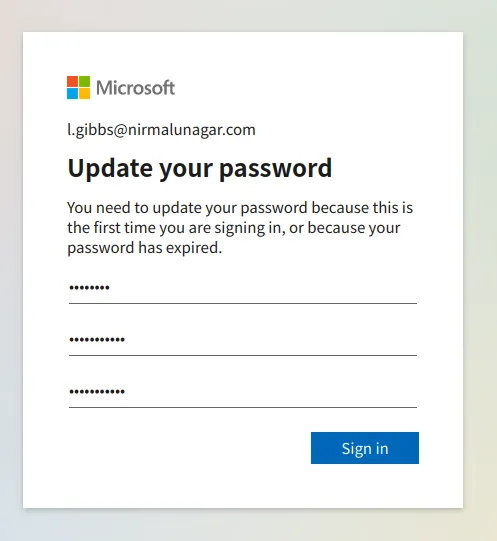 Microsoft
l.gibbs@nirmalunagar.com
Update your password
You need to update your password because this is
the first time you are signing in, or because your
password has expired.
••••••••
•••••••••••
•••••••••••
Sign in